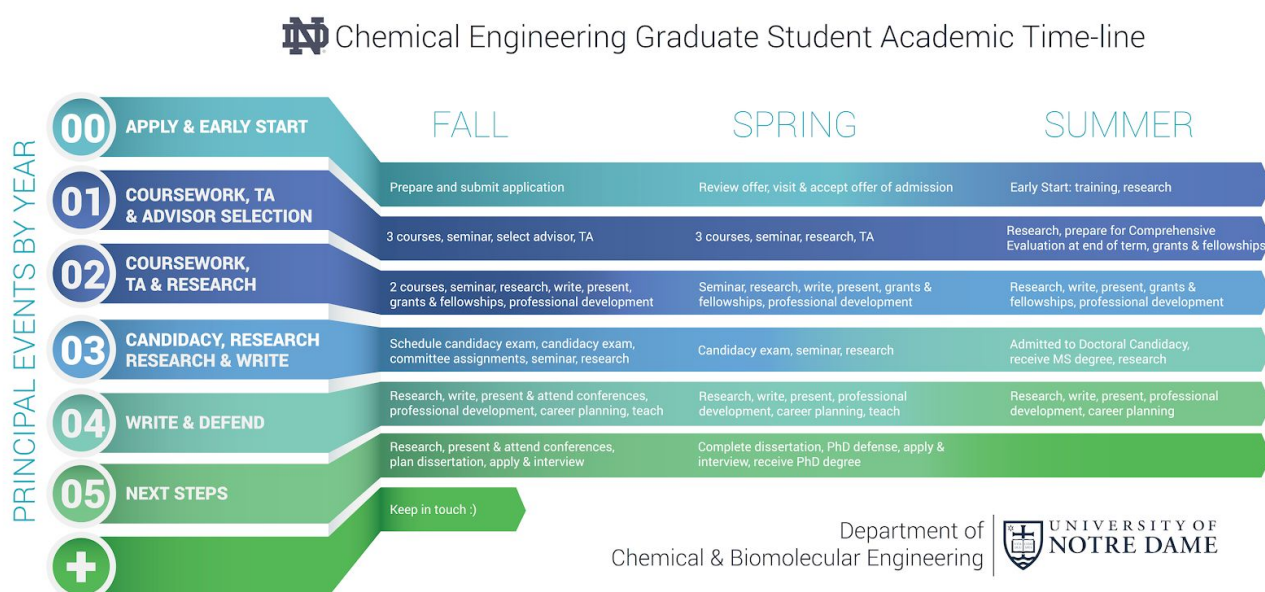 ND Chemical Engineering Graduate Student Academic Time-line
PRINCIPAL EVENTS BY YEAR
FALL
SPRING
SUMMER
00
APPLY & EARLY START
Prepare and submit application
Review offer, visit & accept offer of admission
Early Start: training, research
01
COURSEWORK, TA
& ADVISOR SELECTION
3 courses, seminar, select advisor, TA
3 courses, seminar, research, TA
Research, prepare for Comprehensive
Evaluation at end of term, grants & fellowships
02
COURSEWORK,
TA & RESEARCH
2 courses, seminar, research, write, present,
grants & fellowships, professional development
Seminar, research, write, present, grants &
fellowships, professional development
Research, write, present, grants &
fellowships, professional development
03
CANDIDACY, RESEARCH
RESEARCH & WRITE
Schedule candidacy exam, candidacy exam,
committee assignments, seminar, research
Candidacy exam, seminar, research
Admitted to Doctoral Candidacy,
receive MS degree, research
04
WRITE & DEFEND
Research, write, present & attend conferences,
professional development, career planning, teach
Research, write, present, professional
development, career planning, teach
Research, write, present, professional
development, career planning
05
NEXT STEPS
Research, present & attend conferences,
plan dissertation, apply & interview
Complete dissertation, PhD defense, apply &
interview, receive PhD degree
+
Keep in touch :)
Department of
Chemical & Biomolecular Engineering
UNIVERSITY OF
NOTRE DAME